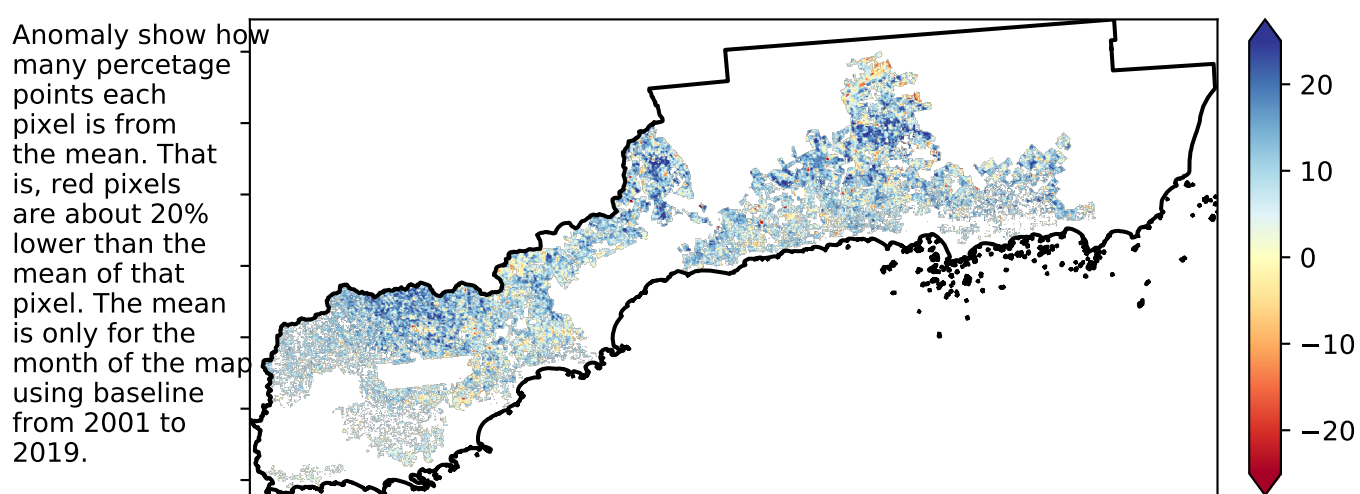 Anomaly show how
many percetage
points each
pixel is from
the mean. That
is, red pixels
are about 20%
lower than the
mean of that
pixel. The mean
is only for the
month of the map
using baseline
from 2001 to
2019.
20
10
0
−10
−20